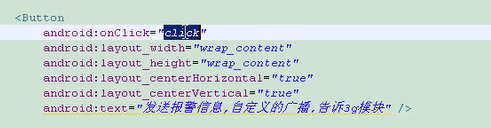 <Button
android:onClick="click"
android:layout_width="wrap_content"
android:layout_height="wrap_content"
android:layout_centerHorizontal="true"
android:layout_centerVertical="true"
android:text="发送报警信息,自定义的广播,告诉3g模块" />